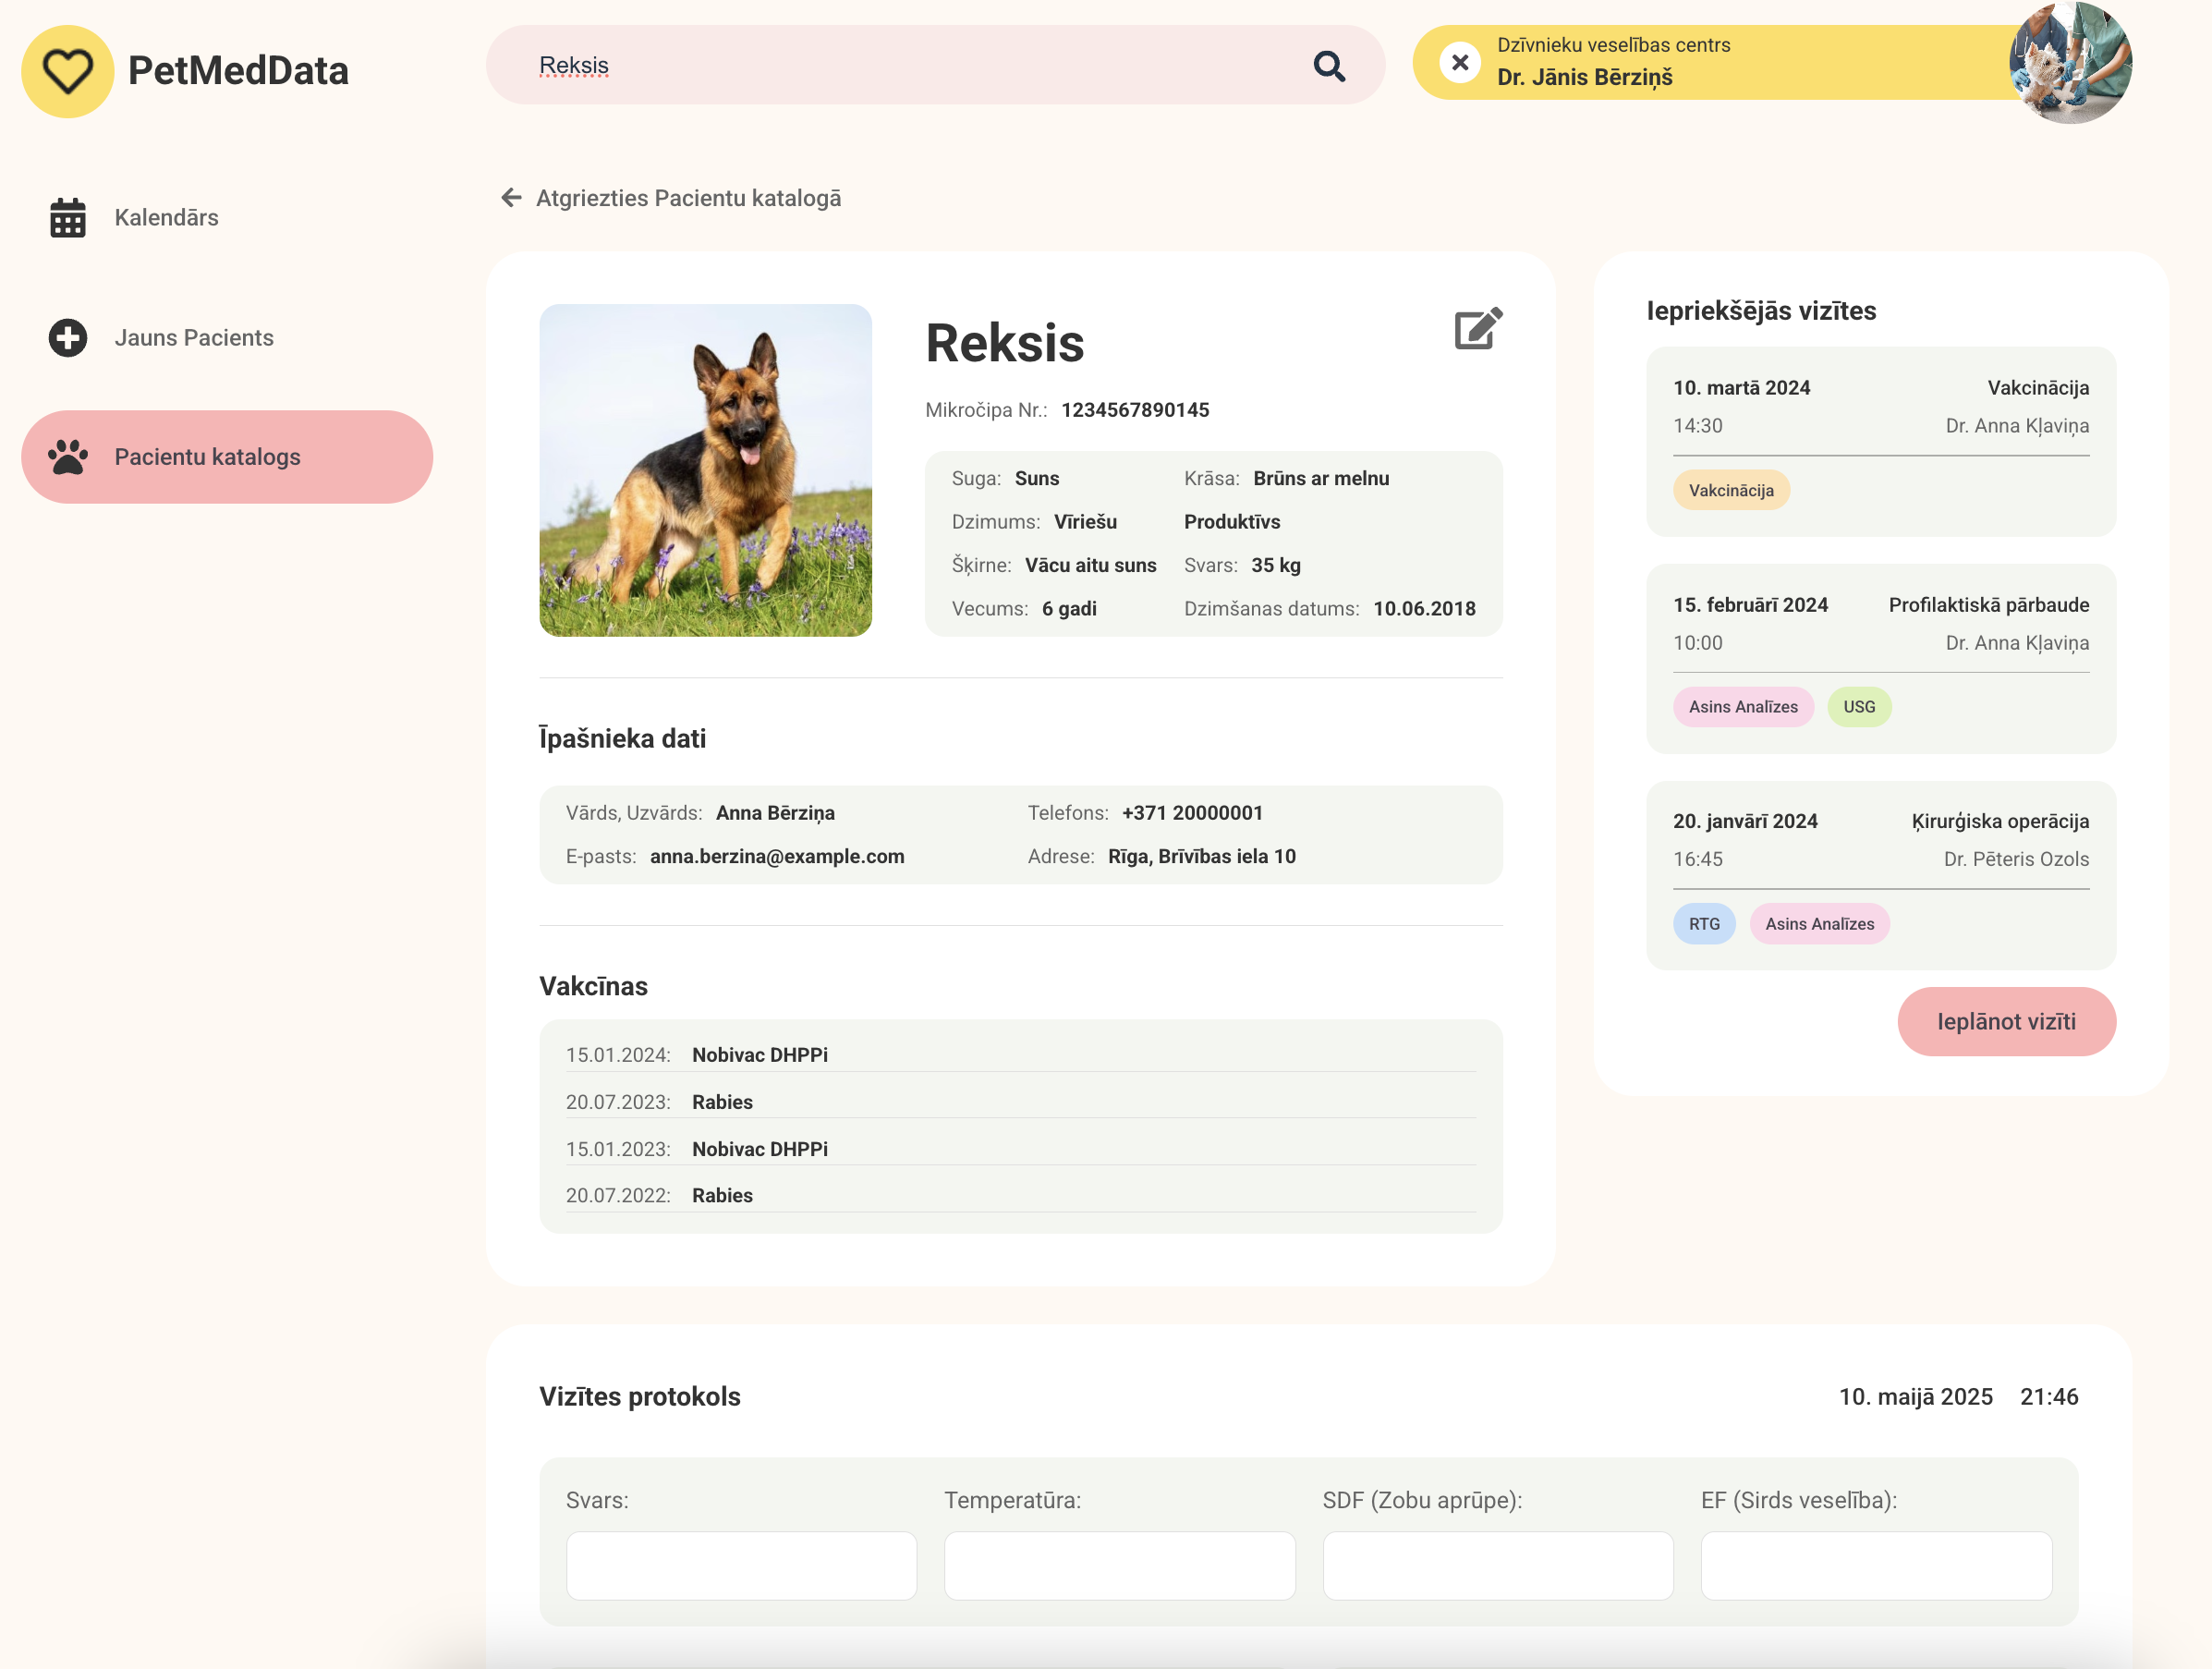 PetMedData
Reksis
Dzīvnieku veselības centrs
Dr. Jānis Bērziņš
Kalendārs
Jauns Pacients
Pacientu katalogs
Atgriezties Pacientu katalogā
Reksis
Mikročipa Nr.: 1234567890145
Suga: Suns
Krāsa: Brūns ar melnu
Dzimums: Vīriešu
Produktīvs
Šķirne: Vācu aitu suns
Svars: 35 kg
Vecums: 6 gadi
Dzimšanas datums: 10.06.2018
Īpašnieka dati
Vārds, Uzvārds: Anna Bērziņa
Telefons: +371 20000001
E-pasts: anna.berzina@example.com
Adrese: Rīga, Brīvības iela 10
Vakcīnas
15.01.2024: Nobivac DHPPi
20.07.2023: Rabies
15.01.2023: Nobivac DHPPi
20.07.2022: Rabies
Iepriekšējās vizītes
10. martā 2024 Vakcinācija
14:30 Dr. Anna Kļaviņa
Vakcinācija
15. februārī 2024 Profilaktiskā pārbaude
10:00 Dr. Anna Kļaviņa
Asins Analīzes USG
20. janvārī 2024 Ķirurģiska operācija
16:45 Dr. Pēteris Ozols
RTG Asins Analīzes
Ieplānot vizīti
Vizītes protokols
10. maijā 2025 21:46
Svars:
Temperatūra:
SDF (Zobu aprūpe):
EF (Sirds veselība):